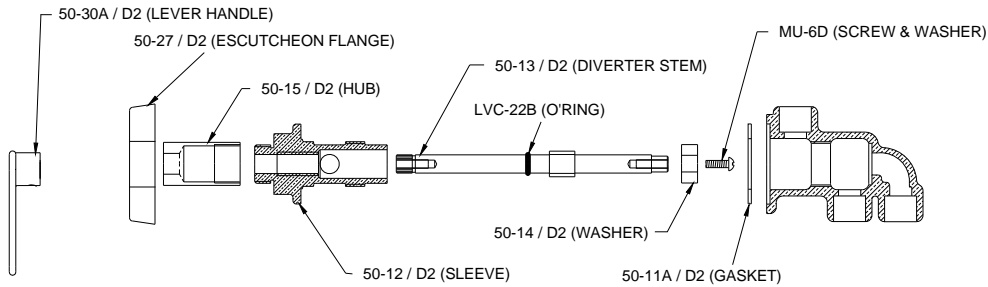 50-30A / D2 (LEVER HANDLE)
50-27 / D2 (ESCUTCHEON FLANGE)
MU-6D (SCREW & WASHER)
50-13 / D2 (DIVERTER STEM)
50-15 / D2 (HUB)
LVC-22B (O'RING)
50-14 / D2 (WASHER)
50-12 / D2 (SLEEVE)
50-11A / D2 (GASKET)